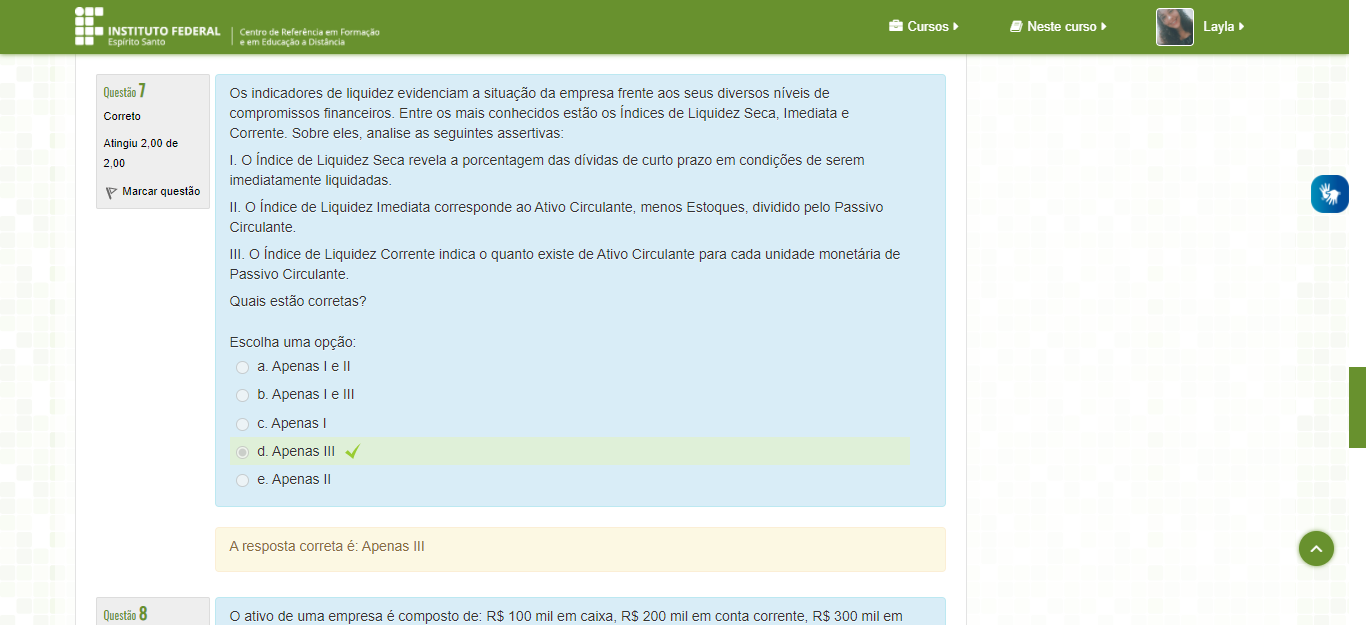 INSTITUTO FEDERAL
Espírito Santo
Centro de Referência em Formação
e em Educação a Distância
Cursos
Neste curso
Layla
Questão 7
Correto
Atingiu 2,00 de
2,00
Marcar questão
Os indicadores de liquidez evidenciam a situação da empresa frente aos seus diversos níveis de
compromissos financeiros. Entre os mais conhecidos estão os Índices de Liquidez Seca, Imediata e
Corrente. Sobre eles, analise as seguintes assertivas:
I. O Índice de Liquidez Seca revela a porcentagem das dívidas de curto prazo em condições de serem
imediatamente liquidadas.
II. O Índice de Liquidez Imediata corresponde ao Ativo Circulante, menos Estoques, dividido pelo Passivo
Circulante.
III. O Índice de Liquidez Corrente indica o quanto existe de Ativo Circulante para cada unidade monetária de
Passivo Circulante.
Quais estão corretas?
Escolha uma opção:
a. Apenas I e II
b. Apenas I e III
c. Apenas I
d. Apenas III
e. Apenas II
A resposta correta é: Apenas III
Questão 8
O ativo de uma empresa é composto de: R$ 100 mil em caixa, R$ 200 mil em conta corrente, R$ 300 mil em